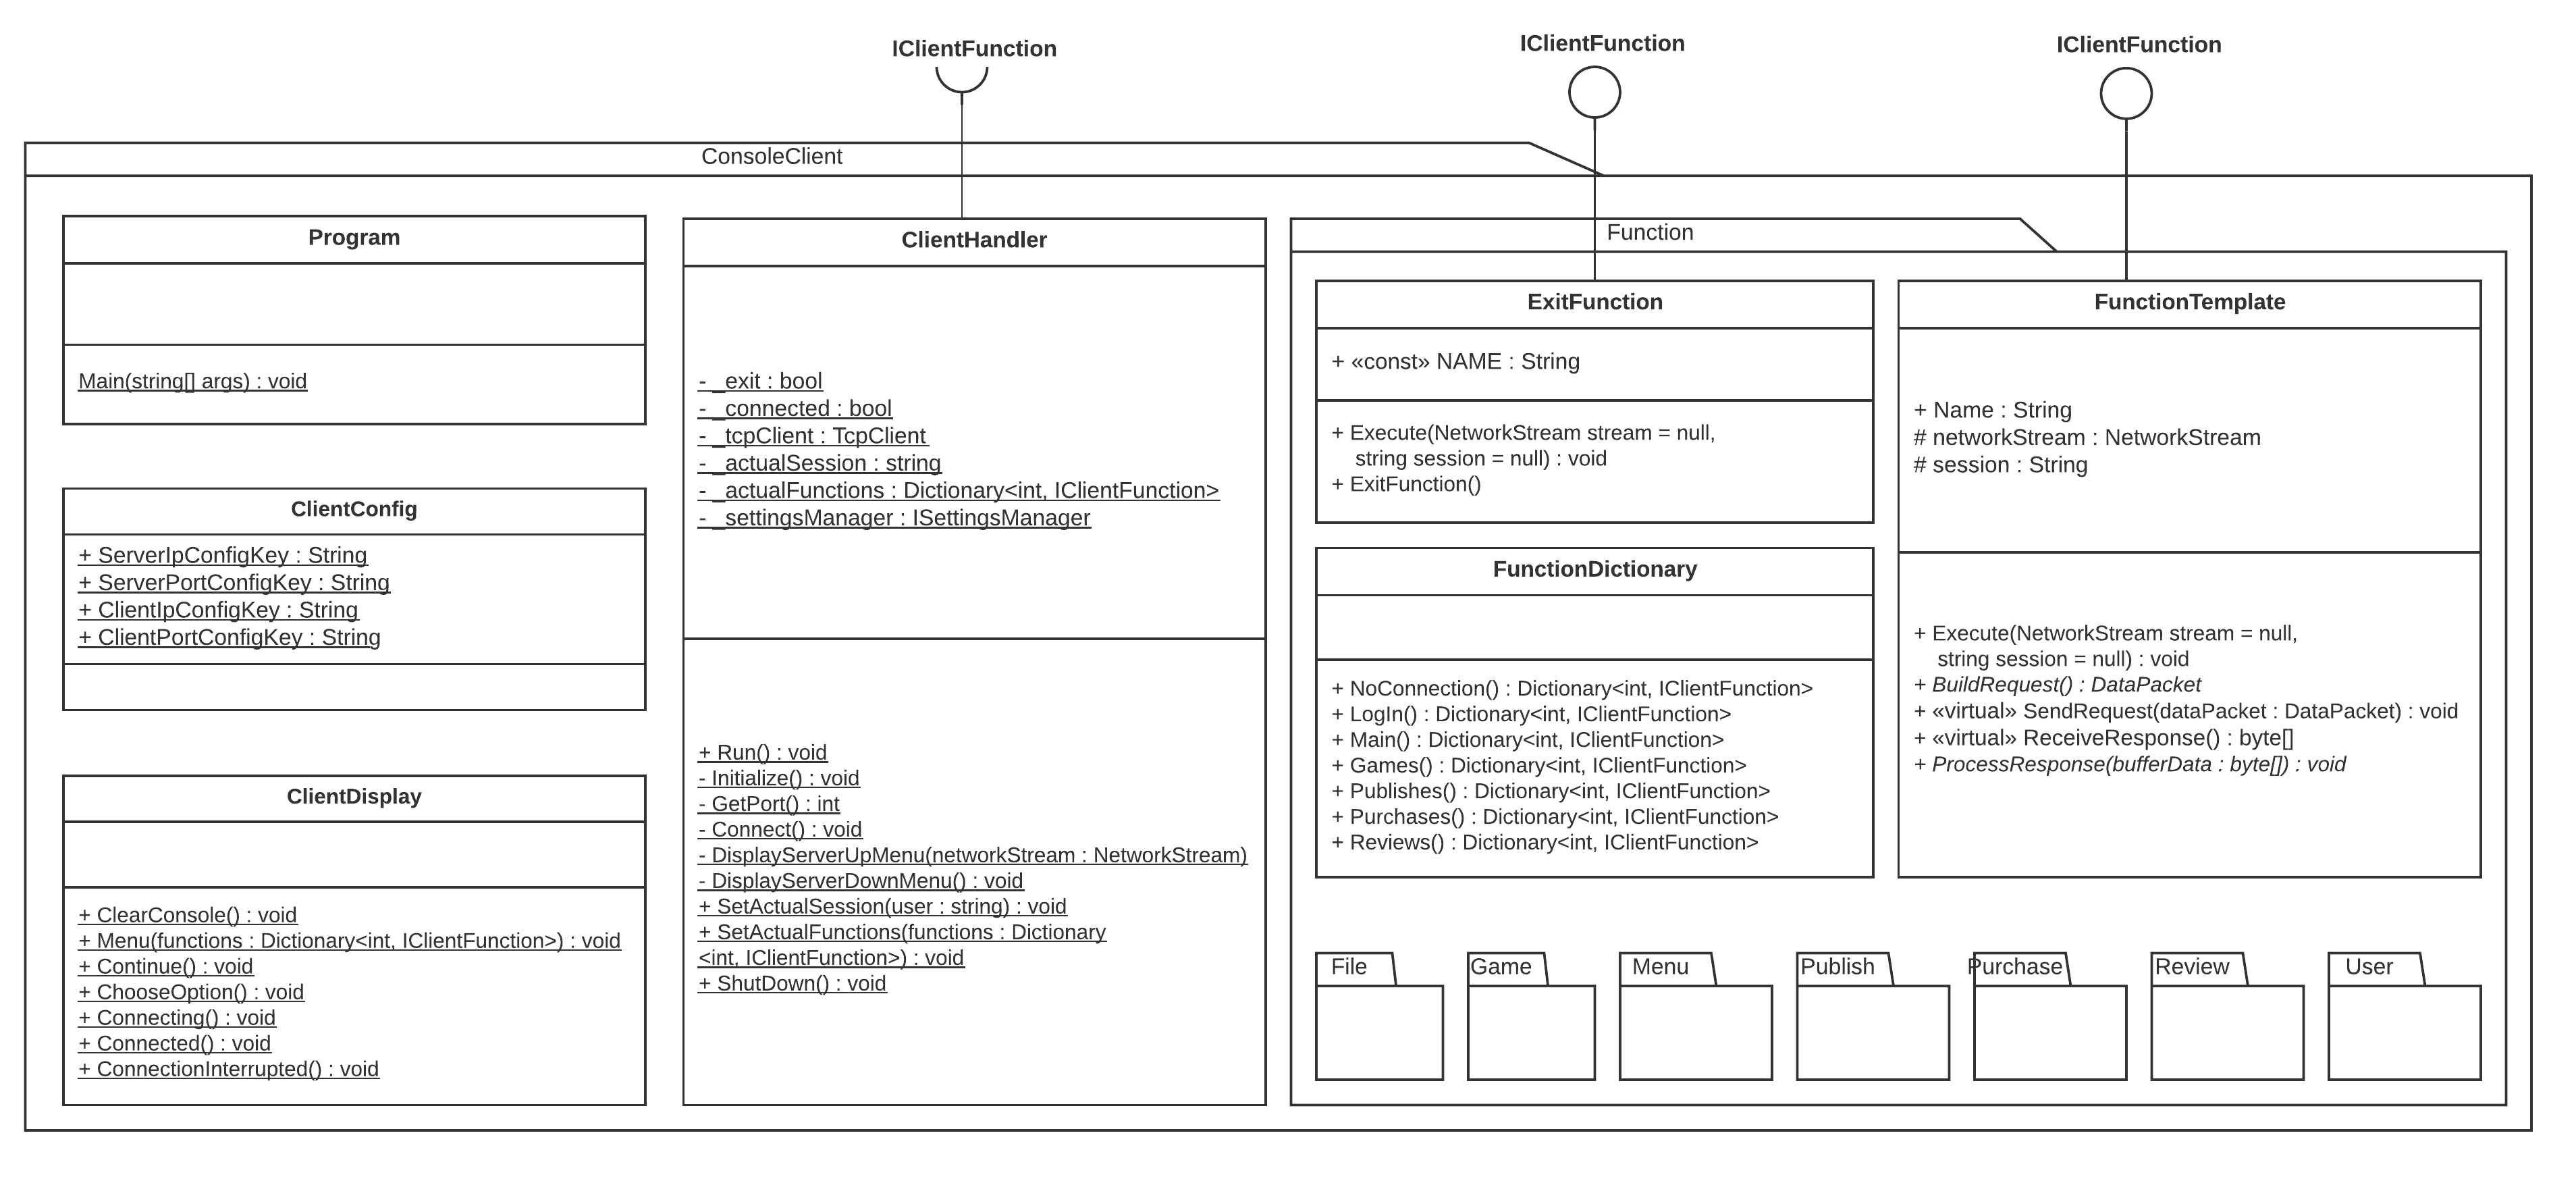 IClientFunction
IClientFunction
IClientFunction
ConsoleClient
Program
Main(string[] args) : void
ClientConfig
+ ServerIpConfigKey : String
+ ServerPortConfigKey : String
+ ClientIpConfigKey : String
+ ClientPortConfigKey : String
ClientDisplay
+ ClearConsole() : void
+ Menu(functions : Dictionary<int, IClientFunction>) : void
+ Continue() : void
+ ChooseOption() : void
+ Connecting() : void
+ Connected() : void
+ ConnectionInterrupted() : void
ClientHandler
- _exit : bool
- _connected : bool
- _tcpClient : TcpClient
- _actualSession : string
- _actualFunctions : Dictionary<int, IClientFunction>
- _settingsManager : ISettingsManager
+ Run() : void
- Initialize() : void
- GetPort() : int
- Connect() : void
- DisplayServerUpMenu(networkStream : NetworkStream)
- DisplayServerDownMenu() : void
+ SetActualSession(user : string) : void
+ SetActualFunctions(functions : Dictionary
<int, IClientFunction>) : void
+ ShutDown() : void
Function
ExitFunction
+ «const» NAME : String
+ Execute(NetworkStream stream = null,
string session = null) : void
+ ExitFunction()
FunctionDictionary
+ NoConnection() : Dictionary<int, IClientFunction>
+ LogIn() : Dictionary<int, IClientFunction>
+ Main() : Dictionary<int, IClientFunction>
+ Games() : Dictionary<int, IClientFunction>
+ Publishes() : Dictionary<int, IClientFunction>
+ Purchases() : Dictionary<int, IClientFunction>
+ Reviews() : Dictionary<int, IClientFunction>
FunctionTemplate
+ Name : String
# networkStream : NetworkStream
# session : String
+ Execute(NetworkStream stream = null,
string session = null) : void
+ BuildRequest() : DataPacket
+ «virtual» SendRequest(dataPacket : DataPacket) : void
+ «virtual» ReceiveResponse() : byte[]
+ ProcessResponse(bufferData : byte[]) : void
File
Game
Menu
Publish
Purchase
Review
User